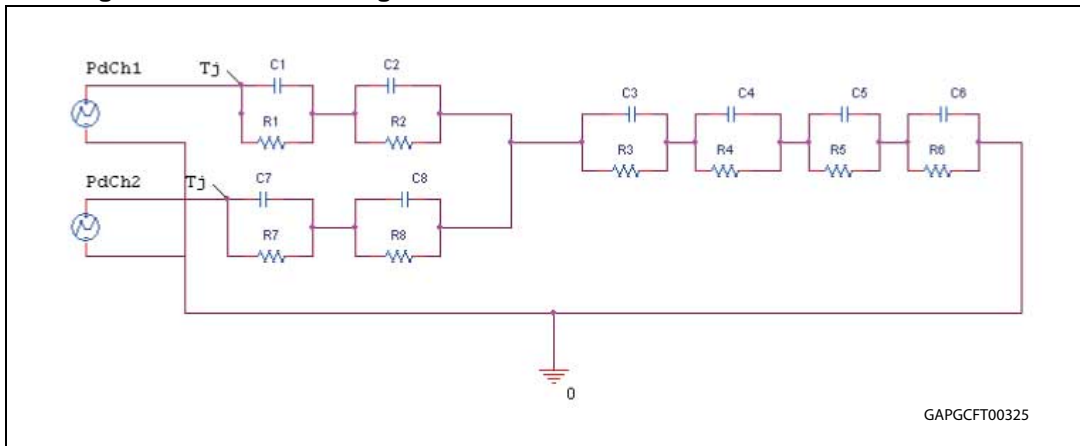 PdCh1
Tj
C1
C2
R1
R2
C3
C4
C5
C6
R3
R4
R5
R6
PdCh2
Tj
C7
C8
R7
R8
0
GAPGCFT00325